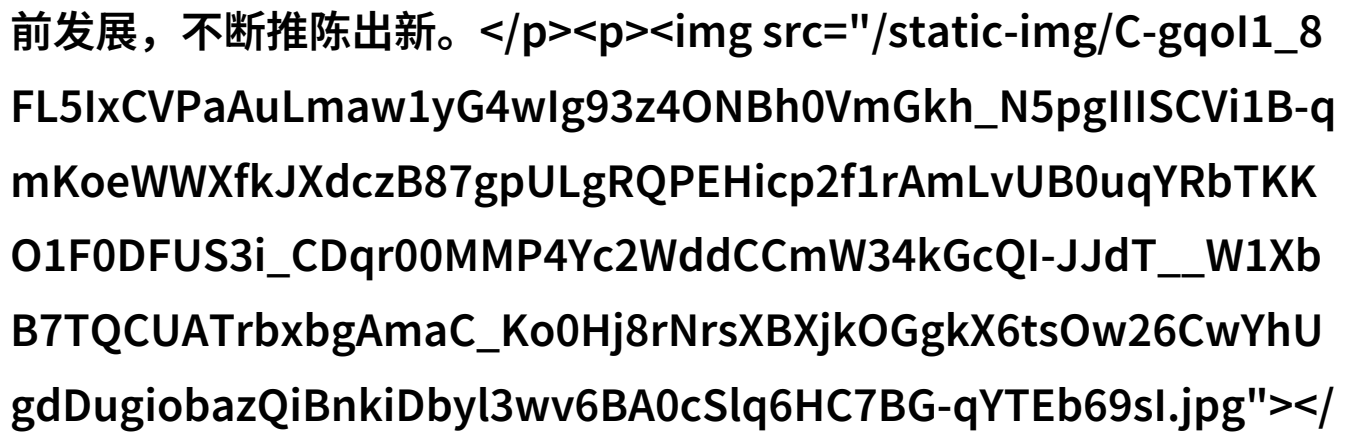 前发展，不断推陈出新。</p><p><img src="/static-img/C-gqoI1_8
FL5IxCVPaAuLmaw1yG4wIg93z4ONBh0VmGkh_N5pgIIISCVi1B-q
mKoeWWXfkJXdczB87gpULgRQPEHicp2f1rAmLvUB0uqYRbTKK
O1F0DFUS3i_CDqr00MMP4Yc2WddCCmW34kGcQI-JJdT__W1Xb
B7TQCUATrbxbgAmaC_Ko0Hj8rNrsXBXjkOGgkX6tsOw26CwYhU
gdDugiobazQiBnkiDbyl3wv6BA0cSlq6HC7BG-qYTEb69sI.jpg"></